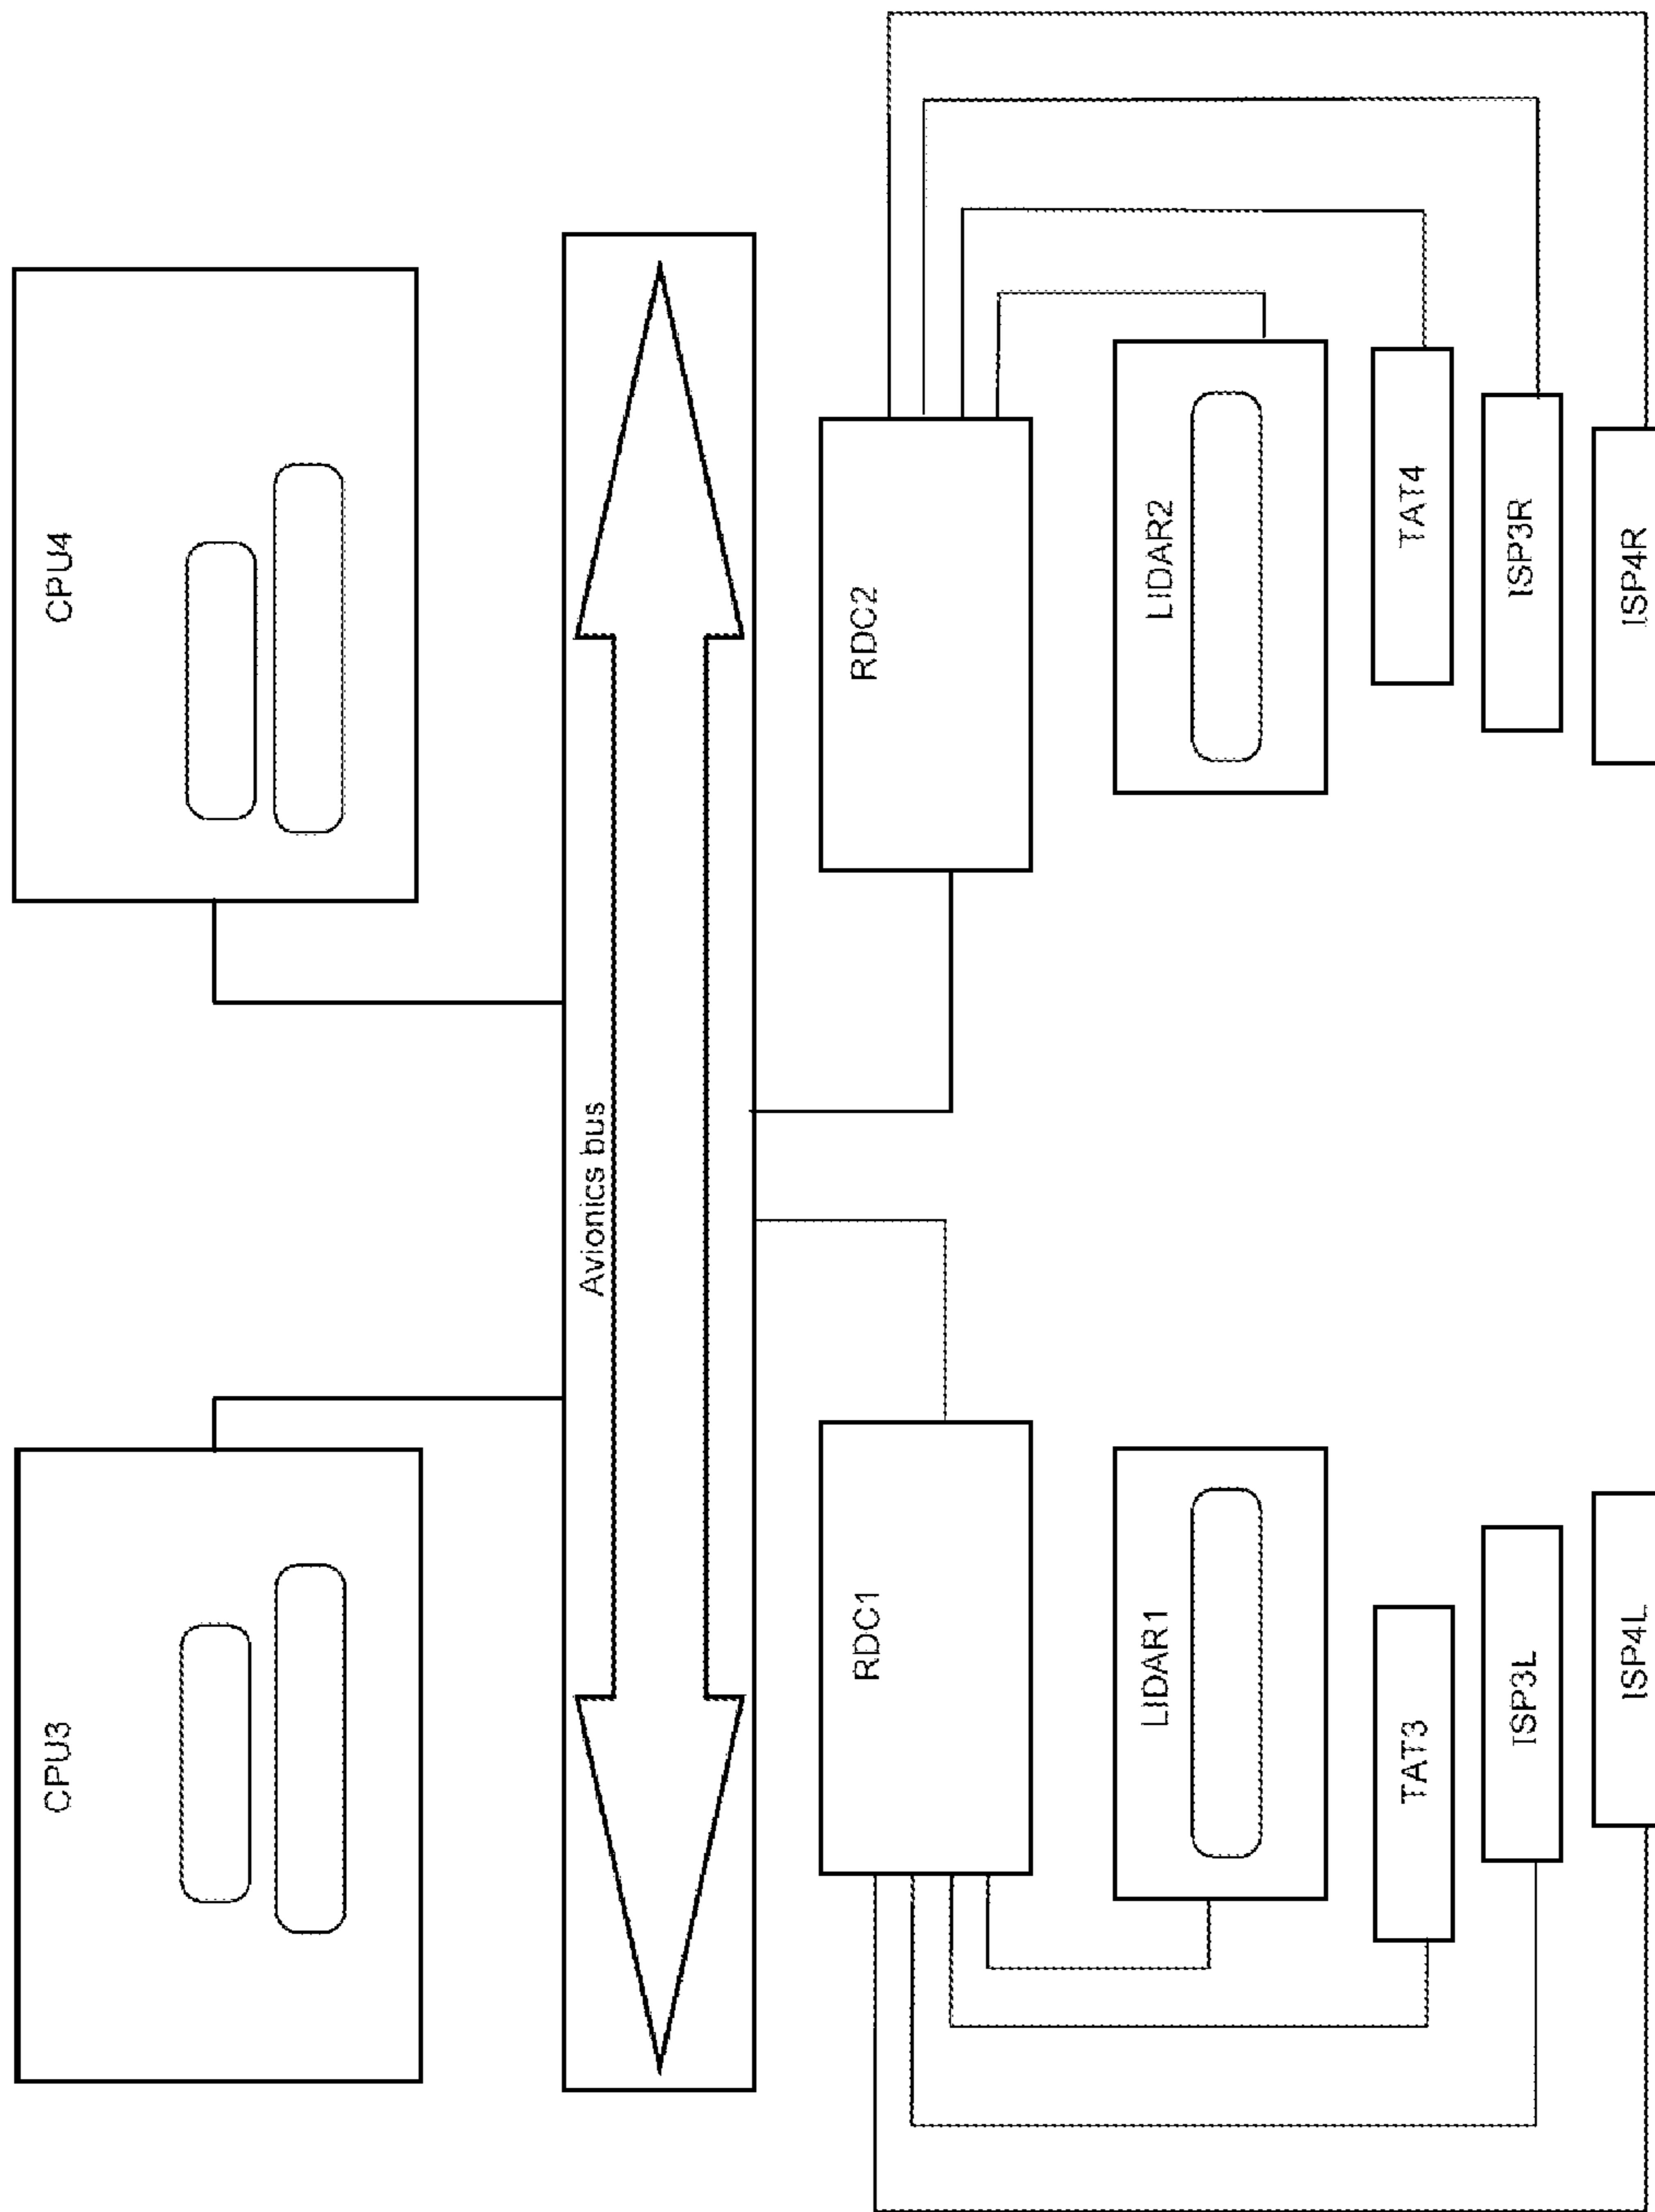 CPU3
CPU4
Avionics bus
RDC1
RDC2
LIDAR1
LIDAR2
TAT3
TAT4
ISP3L
ISP3R
ISP4L
ISP4R